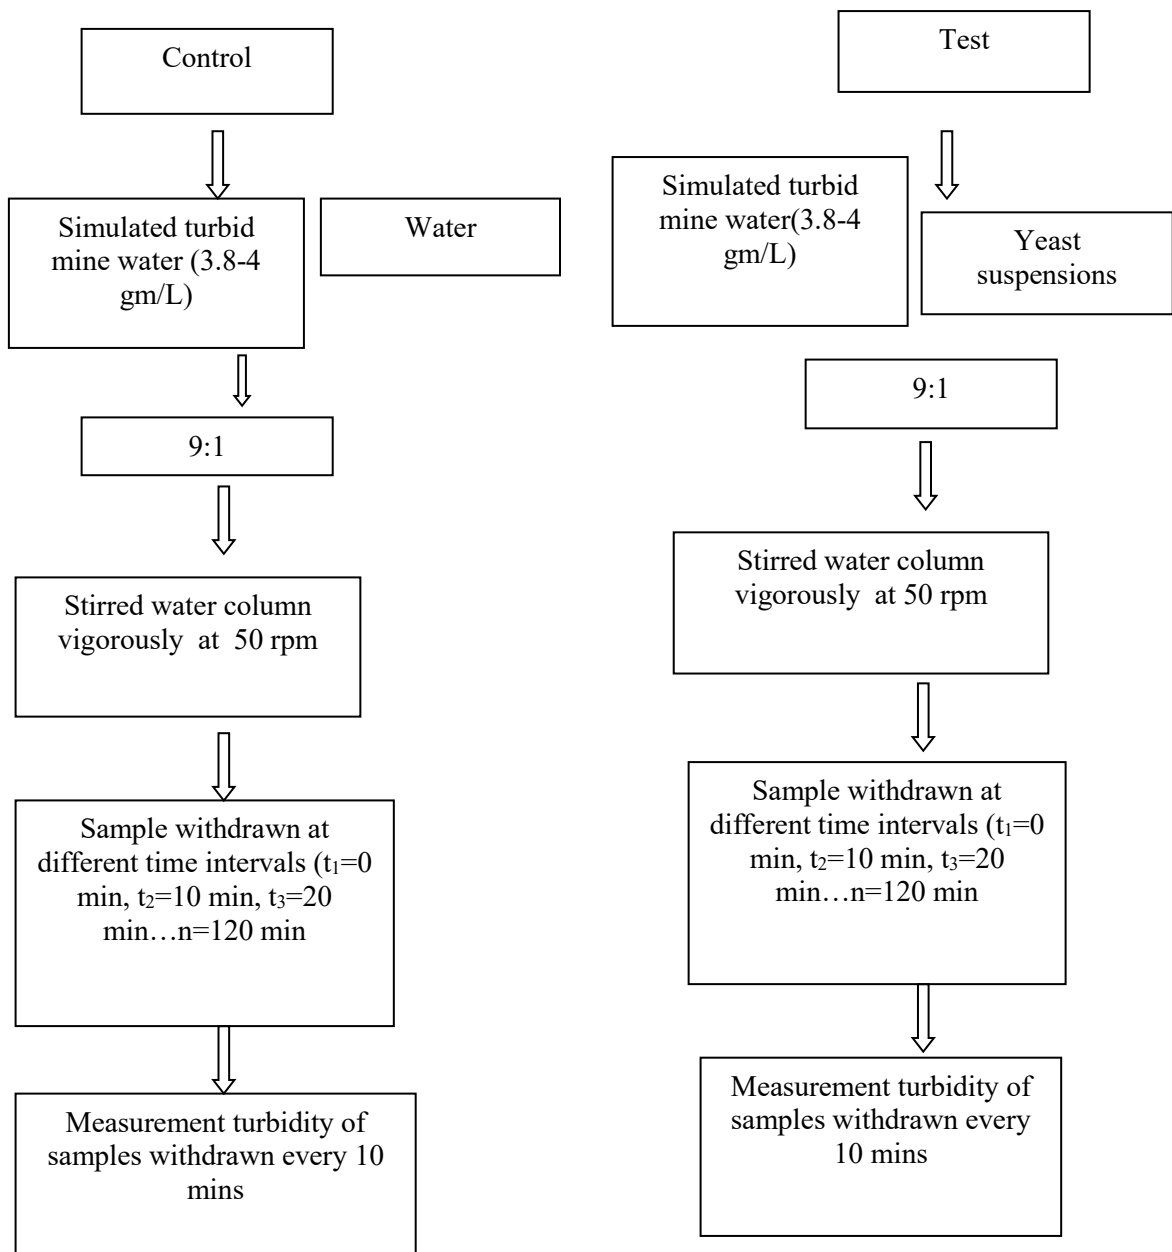 Control
Simulated turbid
mine water (3.8-4
gm/L)
Water
9:1
Stirred water column
vigorously at 50 rpm
Sample withdrawn at
different time intervals (t₁=0
min, t₂=10 min, t₃=20
min…n=120 min
Measurement turbidity of
samples withdrawn every 10
mins
Test
Simulated turbid
mine water(3.8-4
gm/L)
Yeast
suspensions
9:1
Stirred water column
vigorously at 50 rpm
Sample withdrawn at
different time intervals (t₁=0
min, t₂=10 min, t₃=20
min…n=120 min
Measurement turbidity of
samples withdrawn every
10 mins